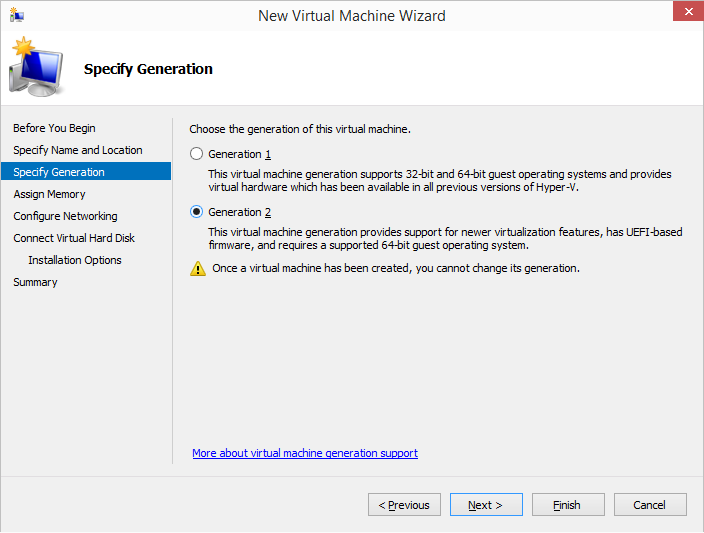 New Virtual Machine Wizard
Specify Generation
Before You Begin
Specify Name and Location
Specify Generation
Assign Memory
Configure Networking
Connect Virtual Hard Disk
Installation Options
Summary
Choose the generation of this virtual machine.
Generation 1
This virtual machine generation supports 32-bit and 64-bit guest operating systems and provides
virtual hardware which has been available in all previous versions of Hyper-V.
Generation 2
This virtual machine generation provides support for newer virtualization features, has UEFI-based
firmware, and requires a supported 64-bit guest operating system.
Once a virtual machine has been created, you cannot change its generation.
More about virtual machine generation support
< Previous
Next >
Finish
Cancel